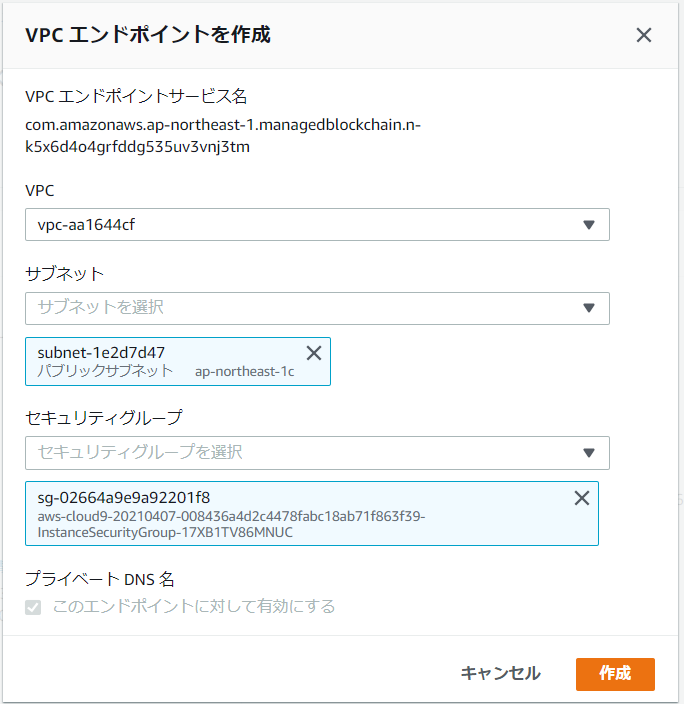 VPC エンドポイントを作成
VPC エンドポイントサービス名
com.amazonaws.ap-northeast-1.managedblockchain.n-
k5x6d4o4grfddg535uv3vnj3tm
VPC
vpc-aa1644cf
サブネット
サブネットを選択
subnet-1e2d7d47
パブリックサブネット ap-northeast-1c
セキュリティグループ
セキュリティグループを選択
sg-02664a9e9a92201f8
aws-cloud9-20210407-008436a4d2c4478fabc18ab71f863f39-
InstanceSecurityGroup-17XB1TV86MNUC
プライベート DNS 名
このエンドポイントに対して有効にする
キャンセル 作成